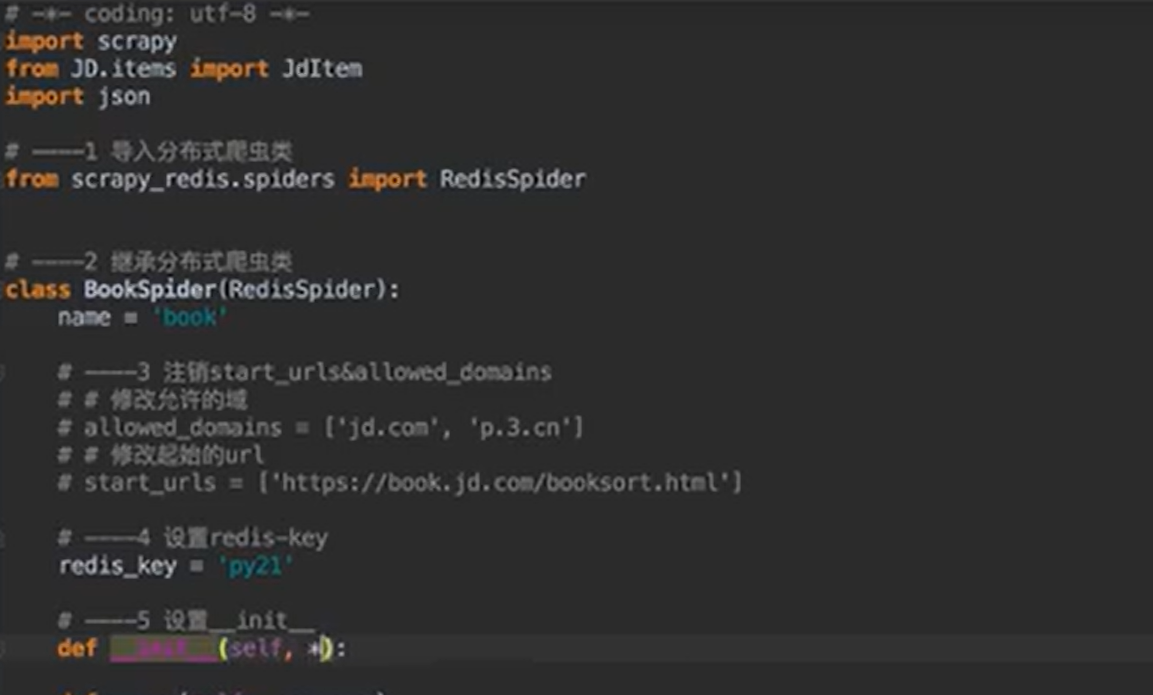 # -*- coding: utf-8 -*-
import scrapy
from JD.items import JdItem
import json
# ----1 导入分布式爬虫类
from scrapy_redis.spiders import RedisSpider
# ----2 继承分布式爬虫类
class BookSpider(RedisSpider):
name = 'book'
# ----3 注销start_urls&allowed_domains
# # 修改允许的域
# allowed_domains = ['jd.com', 'p.3.cn']
# # 修改起始的url
# start_urls = ['https://book.jd.com/booksort.html']
# ----4 设置redis-key
redis_key = 'py21'
# ----5 设置__init__
def __init__(self, *):